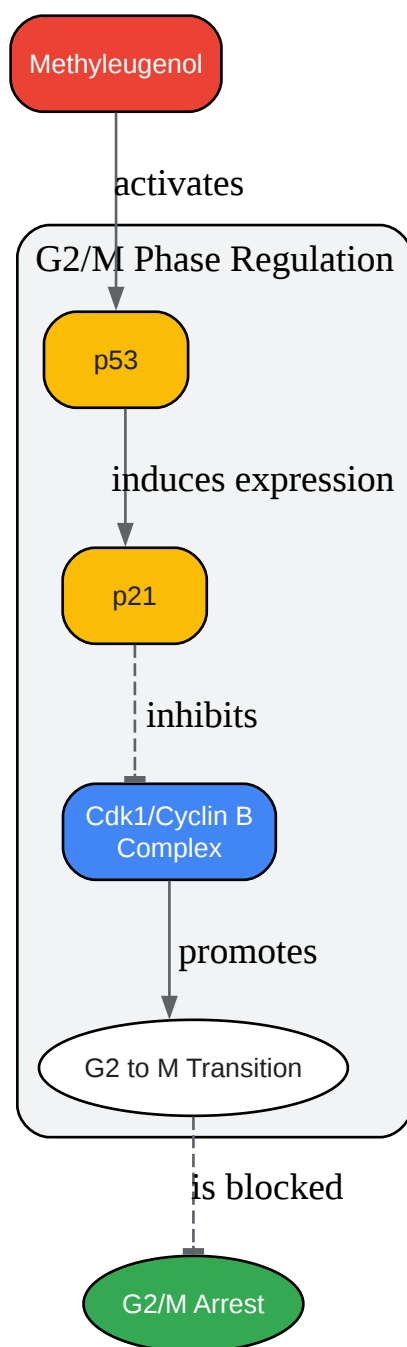 Methyleugenol
activates
G2/M Phase Regulation
p53
induces expression
p21
inhibits
Cdk1/Cyclin B
Complex
promotes
G2 to M Transition
is blocked
G2/M Arrest